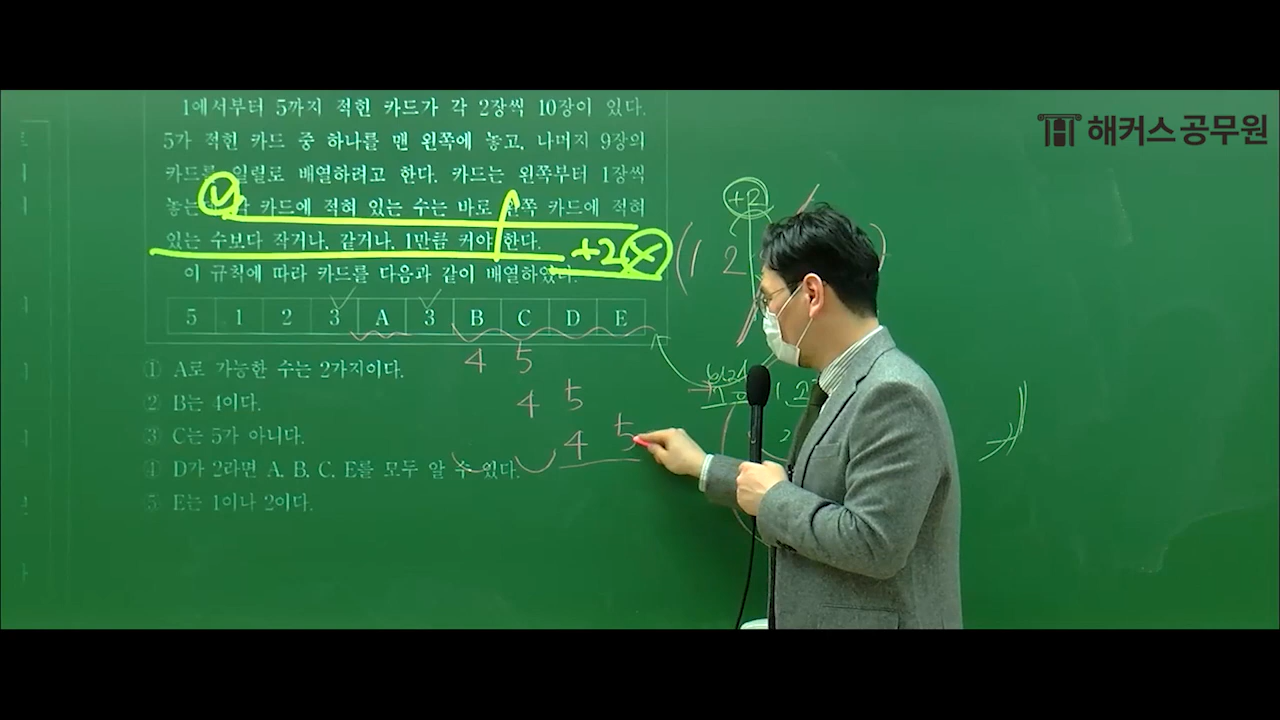 해커스 공무원
1에서부터 5까지 적힌 카드가 각 2장씩 10장이 있다.
5가 적힌 카드 중 하나를 맨 왼쪽에 놓고, 나머지 9장의
카드를 일렬로 배열하려고 한다. 카드는 왼쪽부터 1장씩
놓는데 각 카드에 적혀 있는 수는 바로 왼쪽 카드에 적혀
있는 수보다 작거나, 같거나, 1만큼 커야 한다.
+2
이 규칙에 따라 카드를 다음과 같이 배열하였다.
5 1 2 3 A 3 B C D E
4 5
4 5
4 5
① A로 가능한 수는 2가지이다.
② B는 4이다.
③ C는 5가 아니다.
④ D가 2라면 A, B, C, E를 모두 알 수 있다.
⑤ E는 1이나 2이다.
+2
(1 2